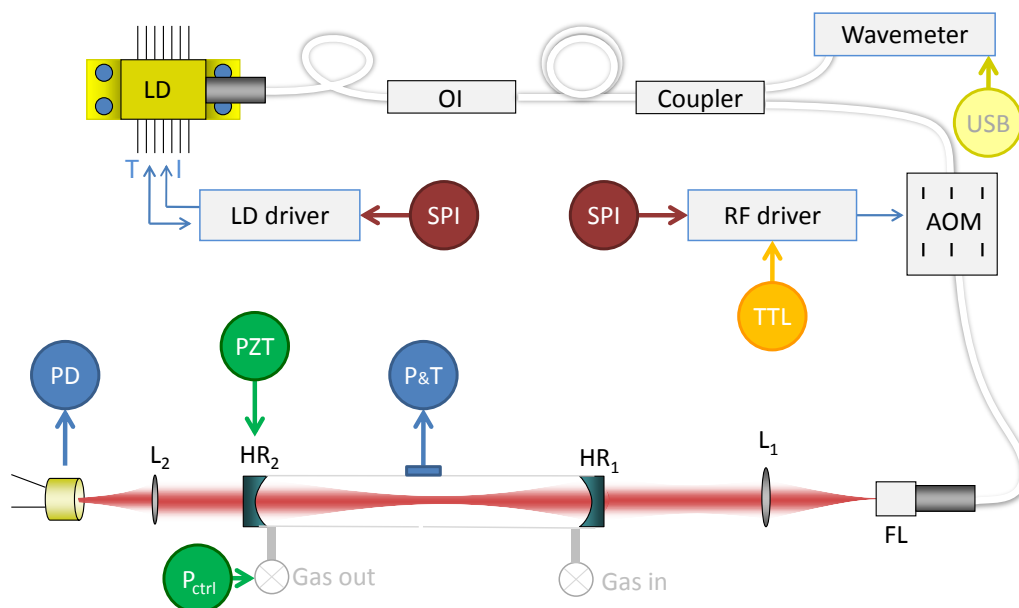 Wavemeter
LD
OI
Coupler
USB
T I
LD driver
SPI
SPI
RF driver
AOM
TTL
PZT
PD
P&T
L₂
HR₂
HR₁
L₁
FL
Gas out
Gas in
Pctrl